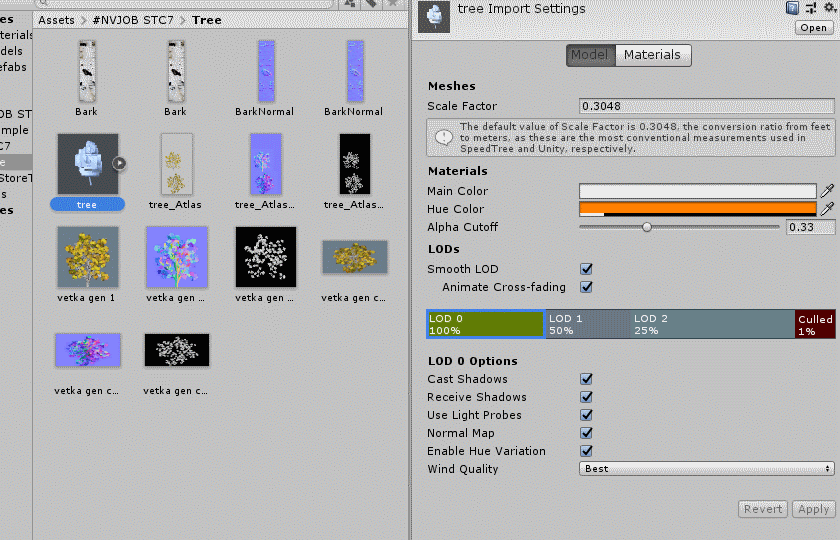 es
Assets > #NVJOB STC7 > Tree
terials
dels
efabs
OB ST
mple
C7
e
StoreT
s
es
Bark
Bark
BarkNormal
BarkNormal
tree
tree_Atlas
tree_Atlas...
tree_Atlas...
vetka gen 1
vetka gen ...
vetka gen ...
vetka gen c...
vetka gen c...
vetka gen c...
tree Import Settings
Open
Model
Materials
Meshes
Scale Factor
0.3048
The default value of Scale Factor is 0.3048, the conversion ratio from feet
to meters, as these are the most conventional measurements used in
SpeedTree and Unity, respectively.
Materials
Main Color
Hue Color
Alpha Cutoff
0.33
LODs
Smooth LOD
Animate Cross-fading
LOD 0
100%
LOD 1
50%
LOD 2
25%
Culled
1%
LOD 0 Options
Cast Shadows
Receive Shadows
Use Light Probes
Normal Map
Enable Hue Variation
Wind Quality
Best
Revert
Apply